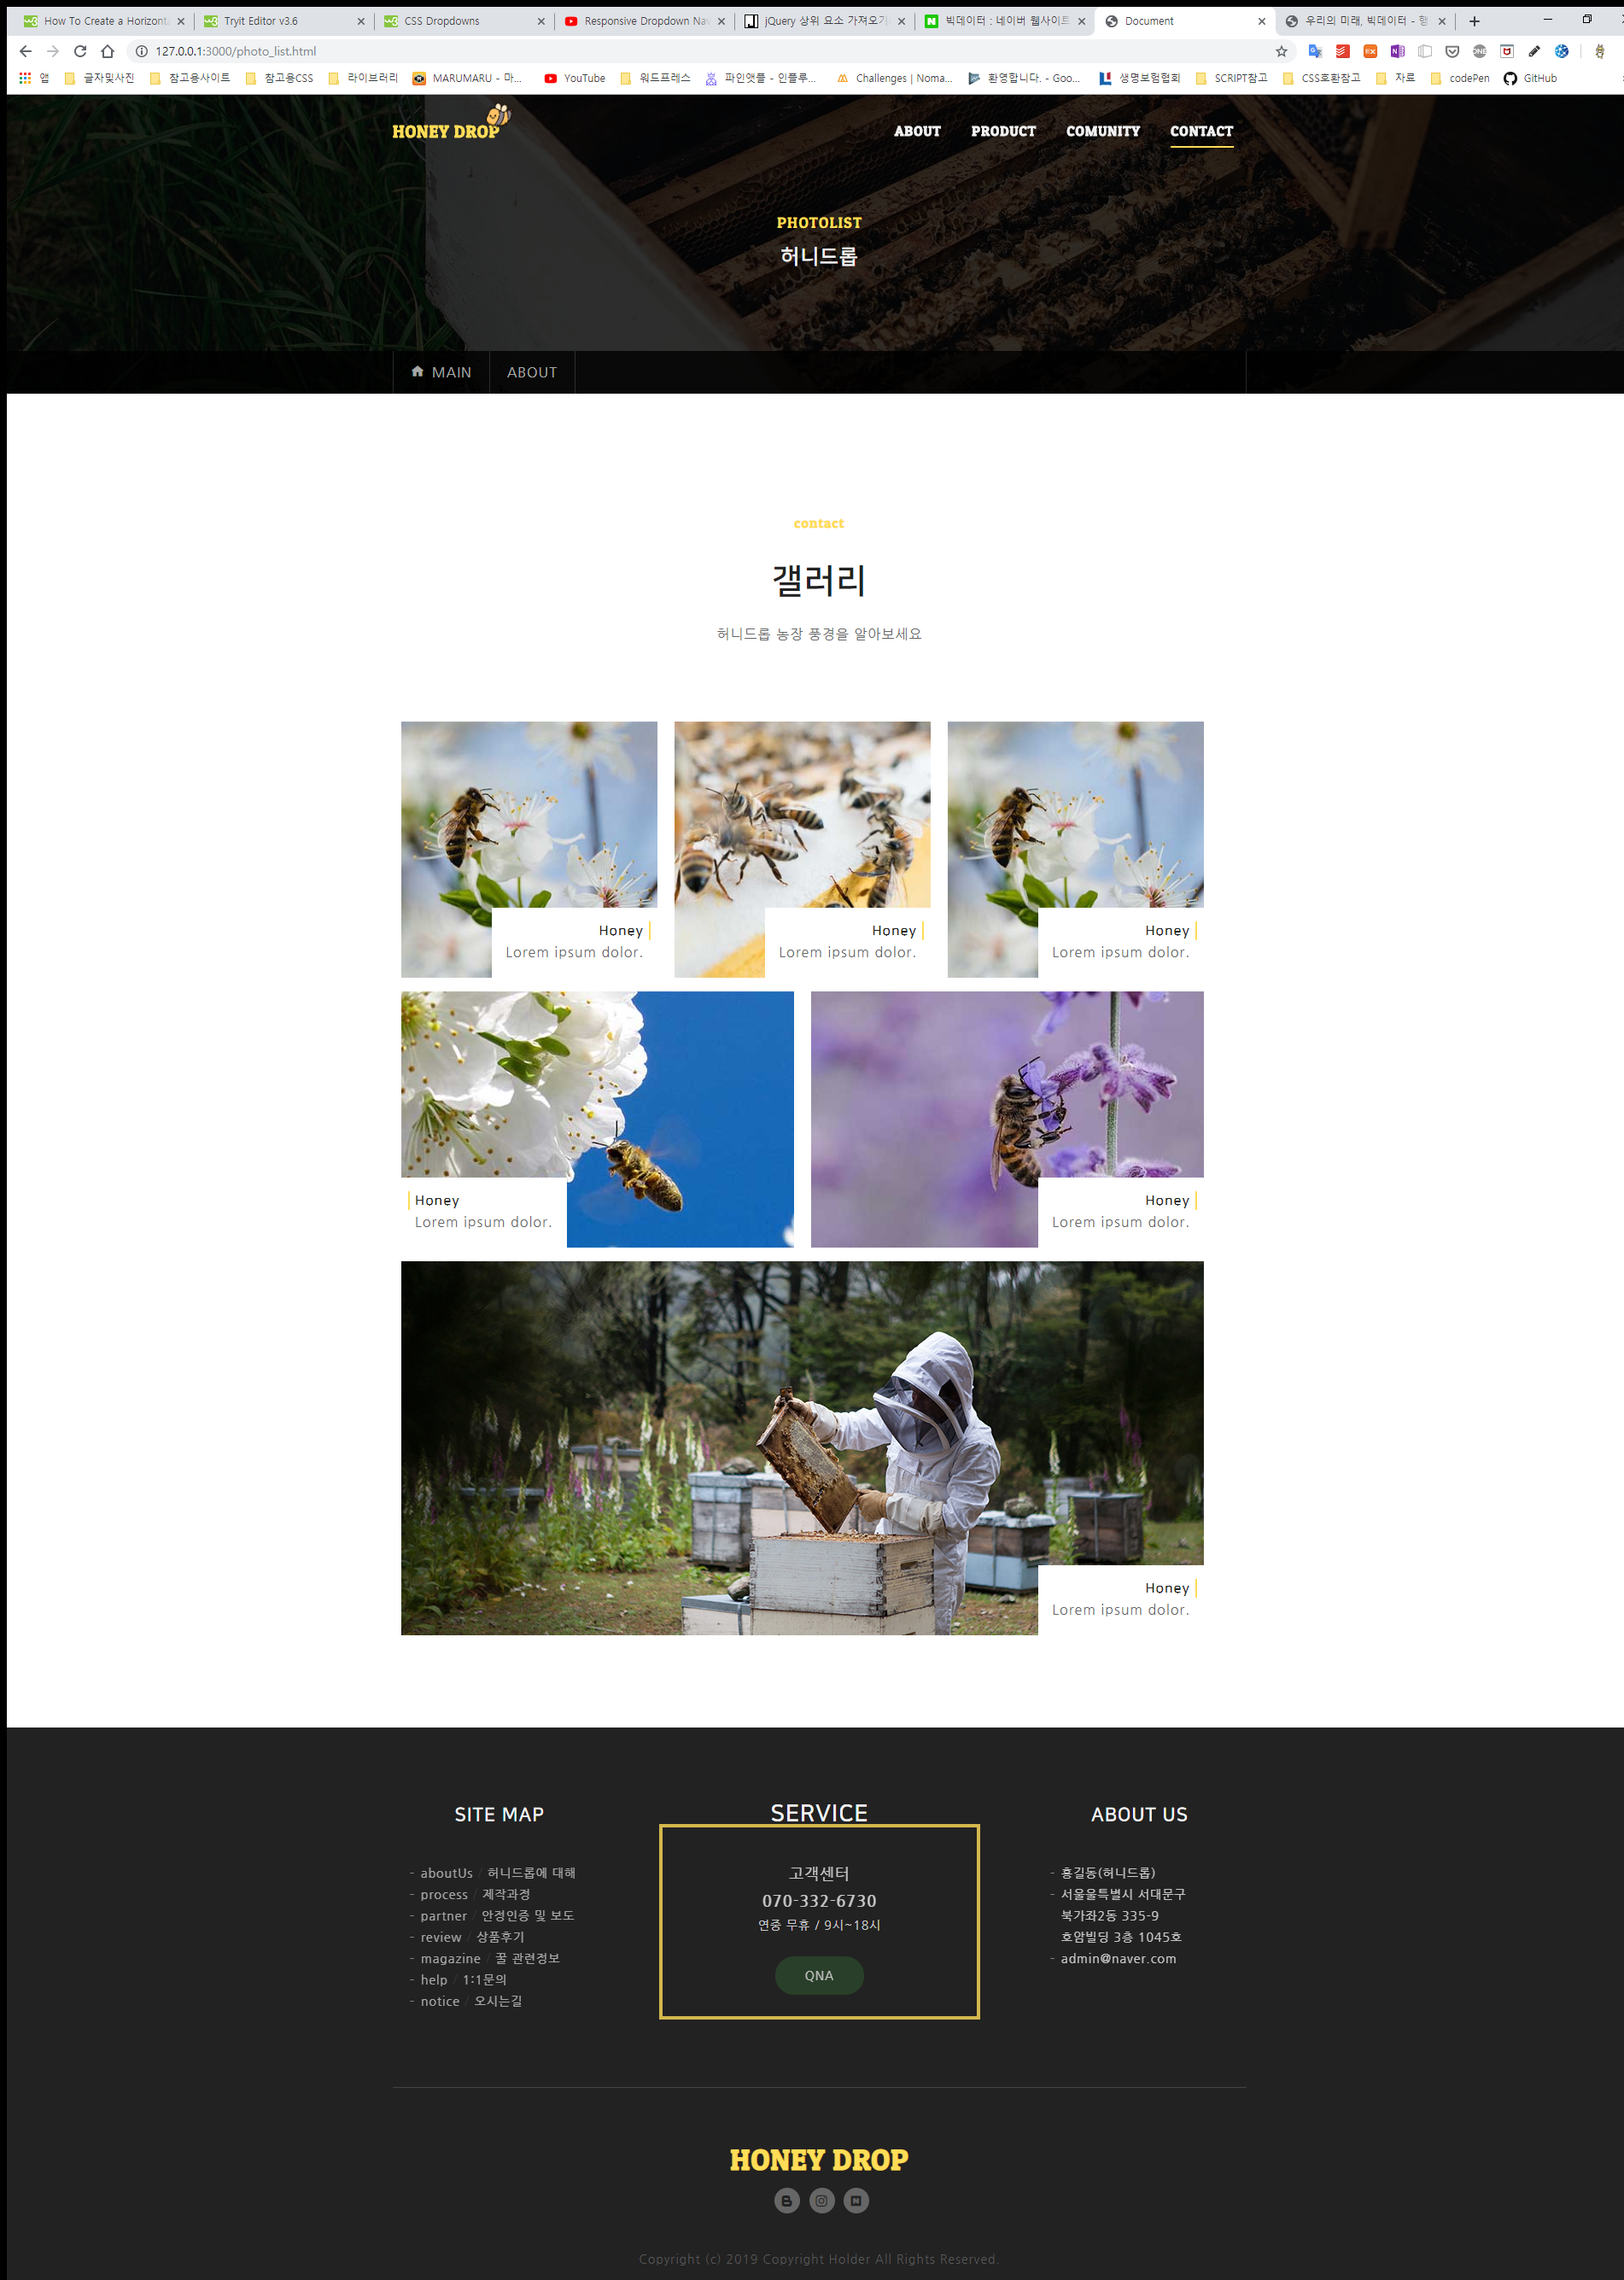 How To Create a Horizont
Tryit Editor v3.6
CSS Dropdowns
Responsive Dropdown Nav
jQuery 상위 요소 가져오기
빅데이터 : 네이버 웹사이트
Document
우리의 미래, 빅데이터 -
127.0.0.1:3000/photo_list.html
앱
글자및사진
참고용사이트
참고용CSS
라이브러리
MARUMARU - 마...
YouTube
워드프레스
파인앳플 - 인플루...
Challenges | Noma...
환영합니다. - Goo...
생명보험협회
SCRIPT참고
CSS호환참고
자료
codePen
GitHub
HONEY DROP
ABOUT
PRODUCT
COMUNITY
CONTACT
PHOTOLIST
허니드롭
MAIN
ABOUT
contact
갤러리
허니드롭 농장 풍경을 알아보세요
Honey
Lorem ipsum dolor.
Honey
Lorem ipsum dolor.
Honey
Lorem ipsum dolor.
Honey
Lorem ipsum dolor.
Honey
Lorem ipsum dolor.
Honey
Lorem ipsum dolor.
SITE MAP
- aboutUs / 허니드롭에 대해
- process / 제작과정
- partner / 안정인증 및 보도
- review / 상품후기
- magazine / 꿀 관련정보
- help / 1:1문의
- notice / 오시는길
SERVICE
고객센터
070-332-6730
연중 무휴 / 9시~18시
QNA
ABOUT US
- 홍길동(허니드롭)
- 서울울특별시 서대문구
북가좌2동 335-9
호암빌딩 3층 1045호
- admin@naver.com
HONEY DROP
Copyright (c) 2019 Copyright Holder All Rights Reserved.